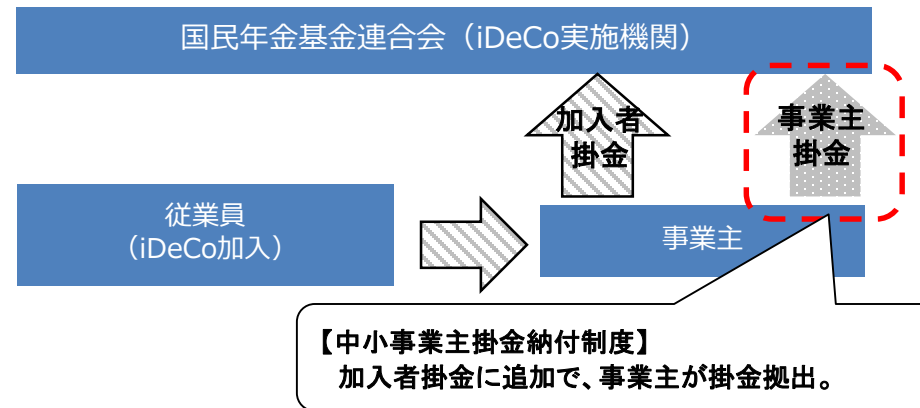 国民年金基金連合会（iDeCo実施機関）
加入者
掛金
事業主
掛金
従業員
（iDeCo加入）
事業主
【中小事業主掛金納付制度】
加入者掛金に追加で、事業主が掛金拠出。